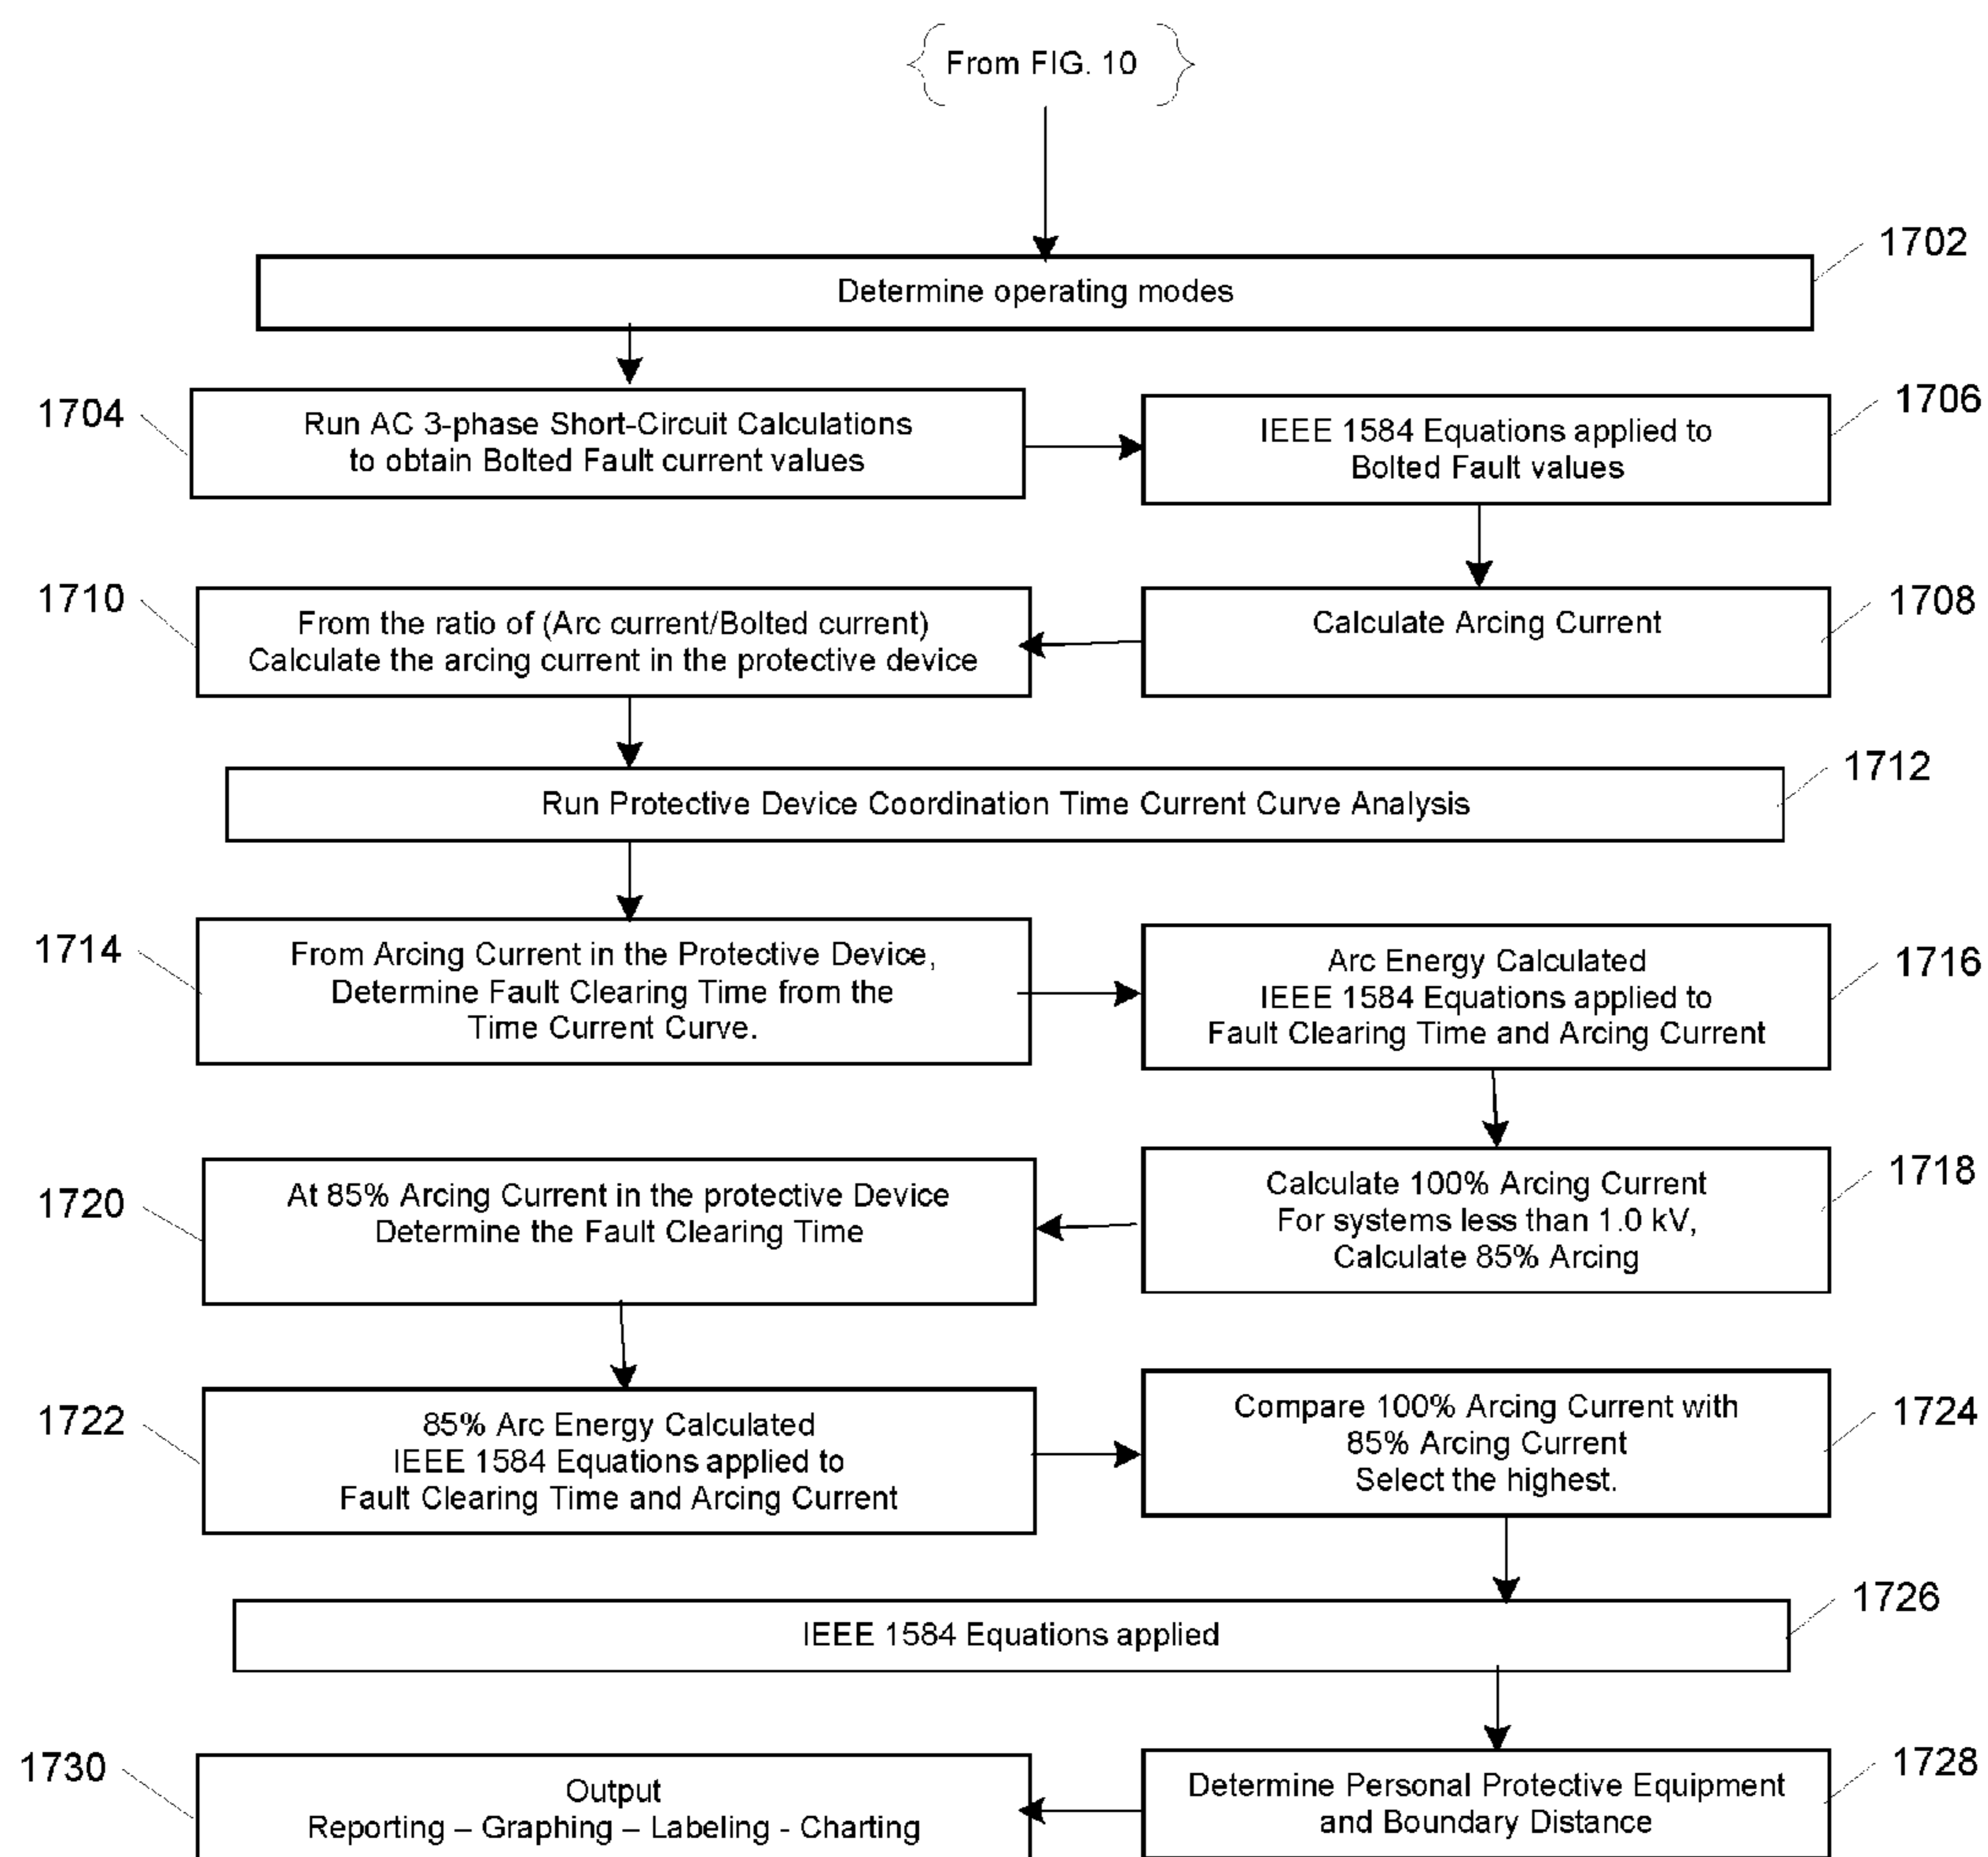 From FIG. 10
1702
Determine operating modes
1704
Run AC 3-phase Short-Circuit Calculations
to obtain Bolted Fault current values
1706
IEEE 1584 Equations applied to
Bolted Fault values
1710
From the ratio of (Arc current/Bolted current)
Calculate the arcing current in the protective device
1708
Calculate Arcing Current
1712
Run Protective Device Coordination Time Current Curve Analysis
1714
From Arcing Current in the Protective Device,
Determine Fault Clearing Time from the
Time Current Curve.
1716
Arc Energy Calculated
IEEE 1584 Equations applied to
Fault Clearing Time and Arcing Current
1720
At 85% Arcing Current in the protective Device
Determine the Fault Clearing Time
1718
Calculate 100% Arcing Current
For systems less than 1.0 kV,
Calculate 85% Arcing
1722
85% Arc Energy Calculated
IEEE 1584 Equations applied to
Fault Clearing Time and Arcing Current
1724
Compare 100% Arcing Current with
85% Arcing Current
Select the highest.
1726
IEEE 1584 Equations applied
1730
Output
Reporting – Graphing – Labeling - Charting
1728
Determine Personal Protective Equipment
and Boundary Distance